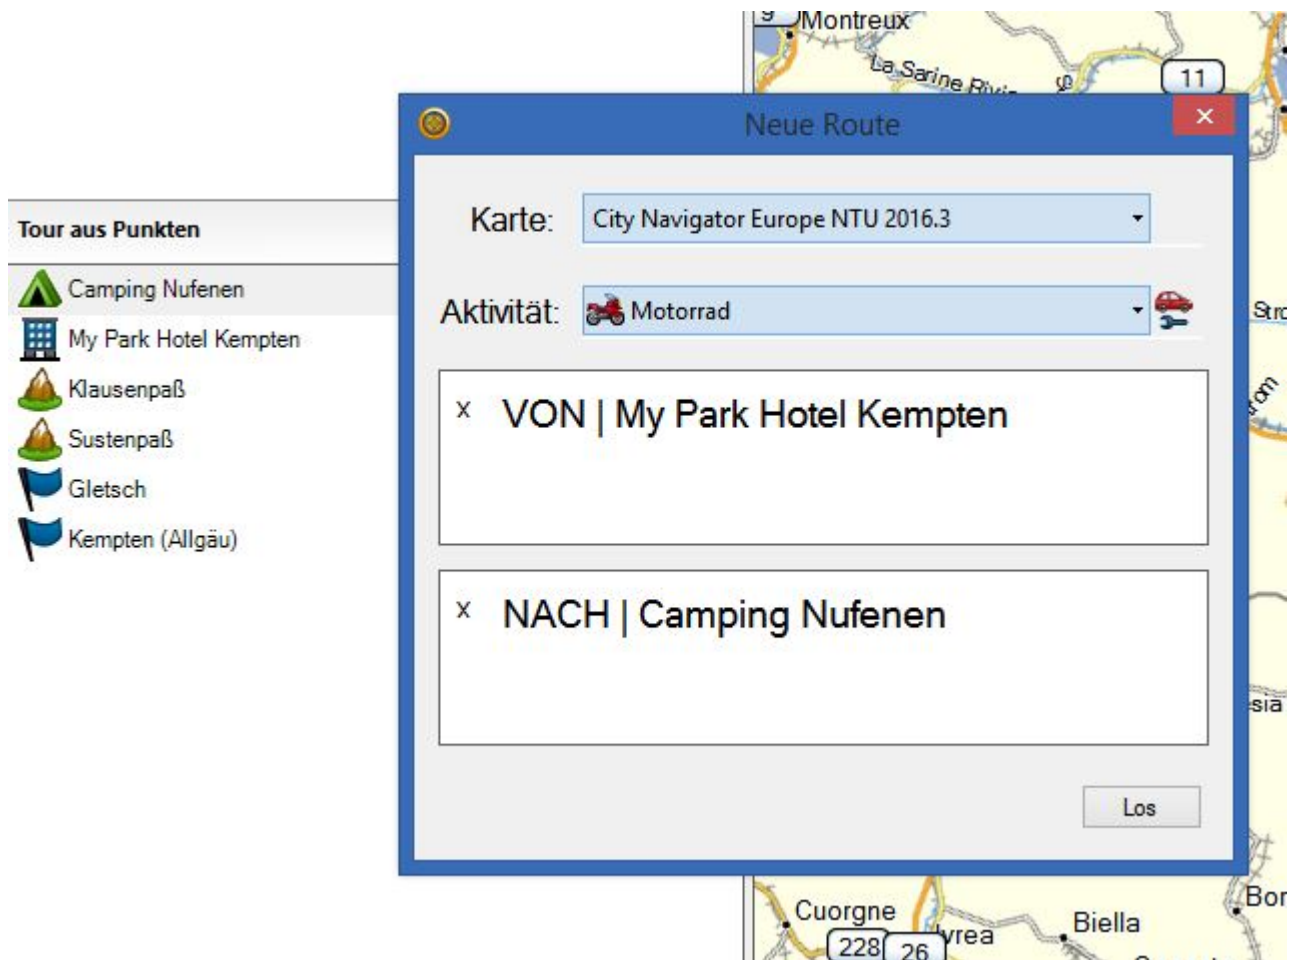 9
Montreux
La Sarine
11
Neue Route
Karte:
City Navigator Europe NTU 2016.3
Aktivität:
Motorrad
x VON | My Park Hotel Kempten
x NACH | Camping Nufenen
Los
Tour aus Punkten
Camping Nufenen
My Park Hotel Kempten
Klausenpaß
Sustenpaß
Gletsch
Kempten (Allgäu)
Cuorgne
228
26
Biella